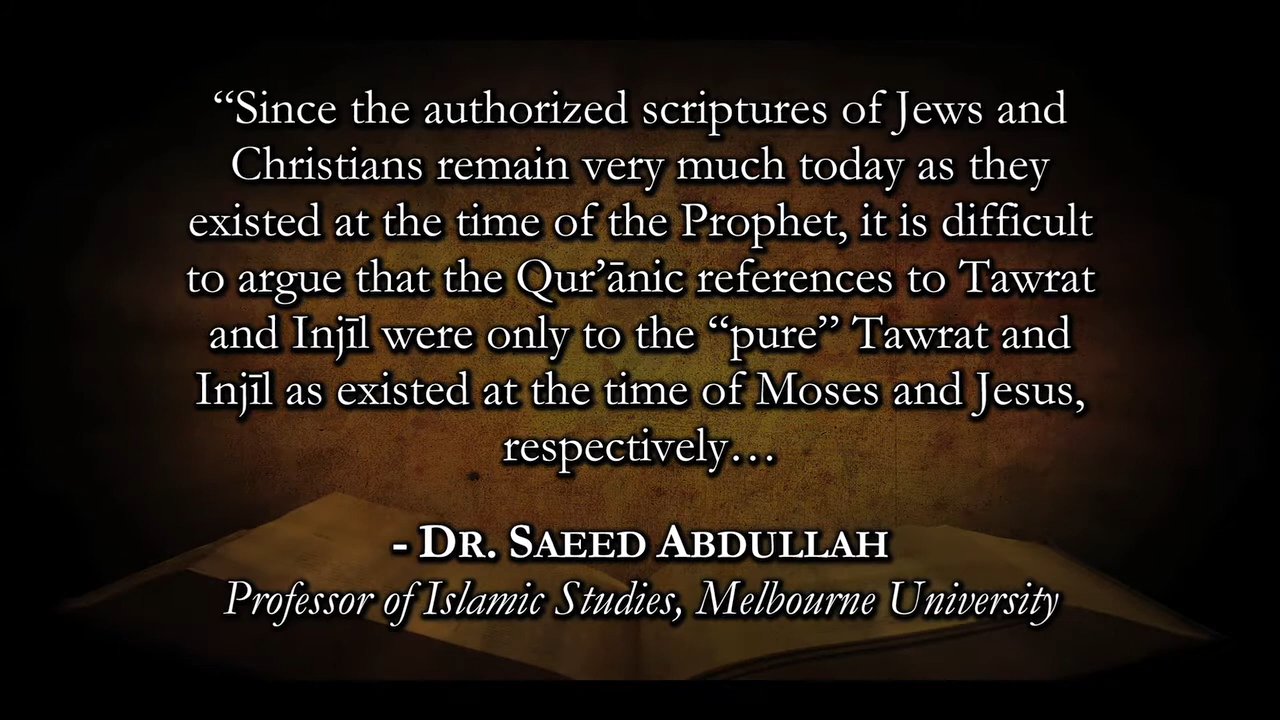 “Since the authorized scriptures of Jews and
Christians remain very much today as they
existed at the time of the Prophet, it is difficult
to argue that the Qur’ānic references to Tawrat
and Injīl were only to the “pure” Tawrat and
Injīl as existed at the time of Moses and Jesus,
respectively…
- DR. SAEED ABDULLAH
Professor of Islamic Studies, Melbourne University